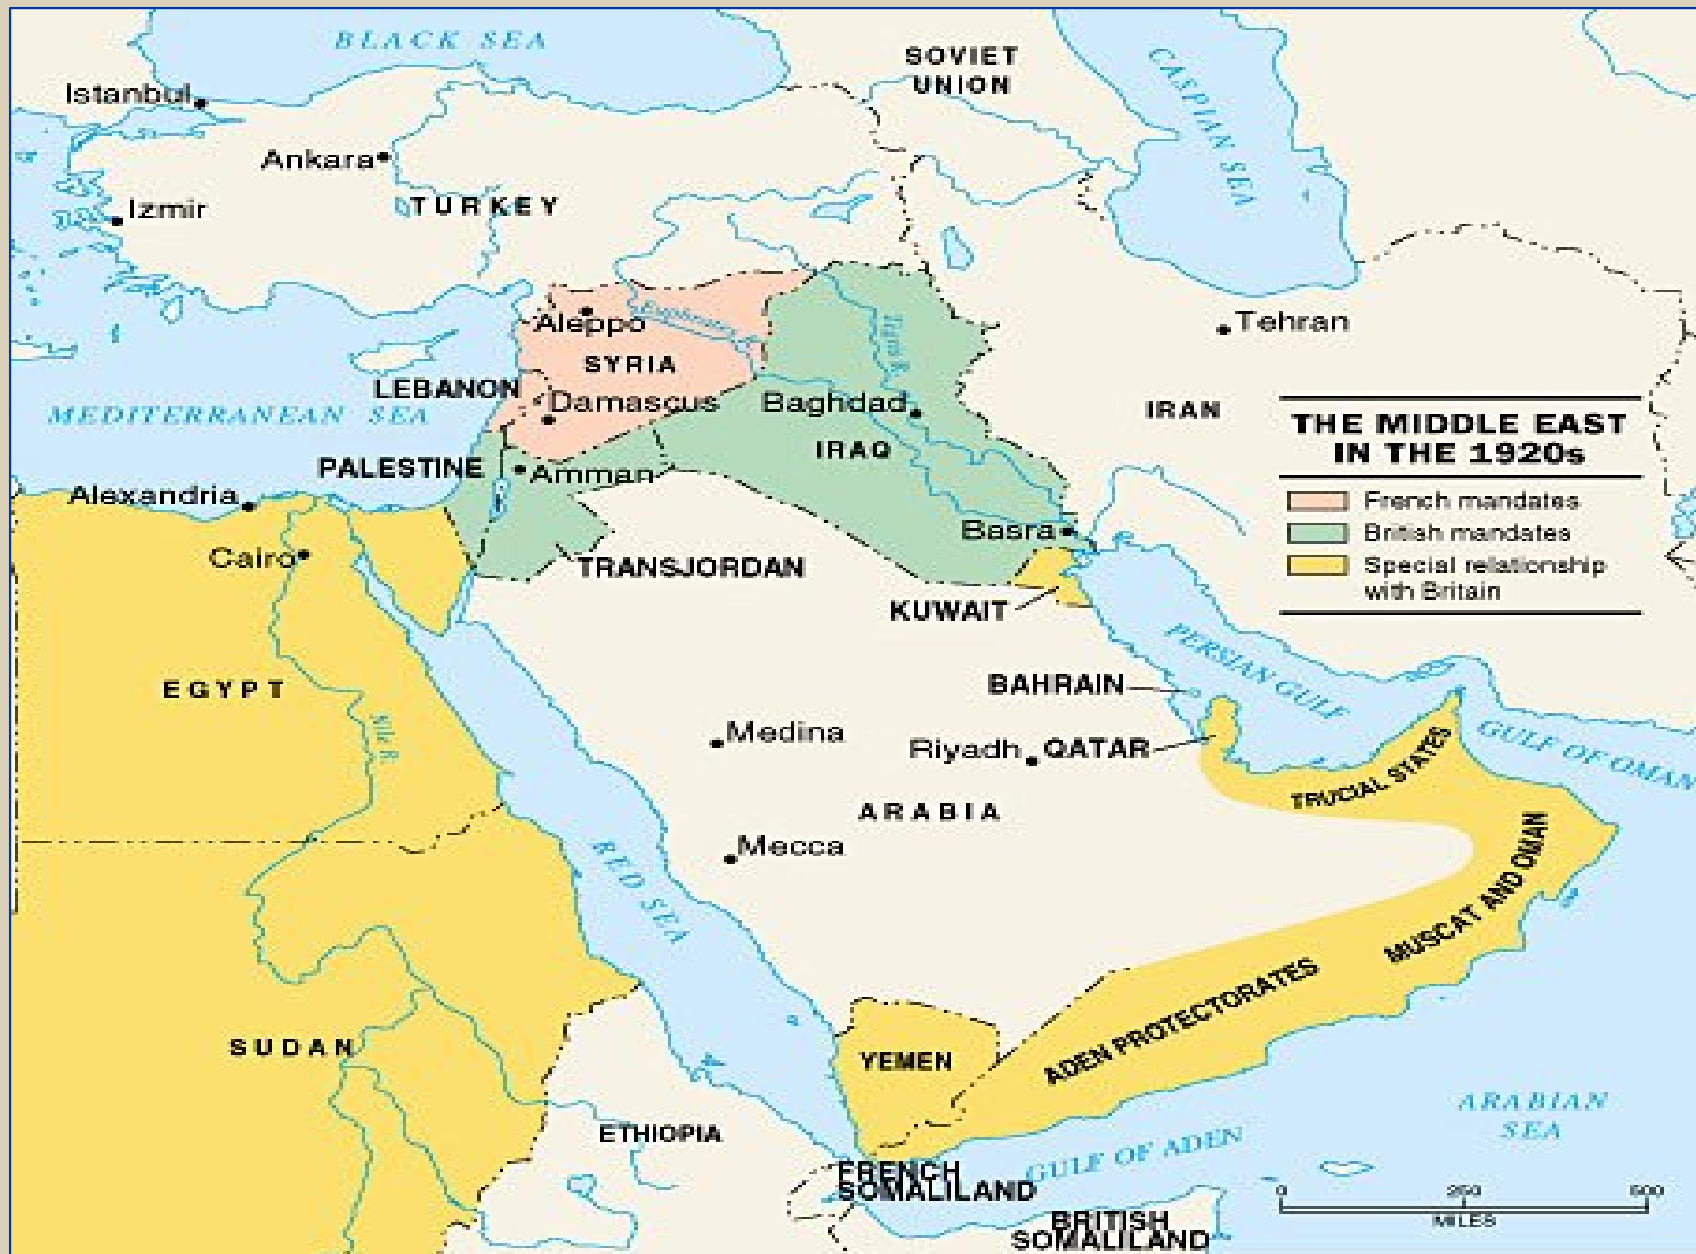 BLACK SEA
SOVIET
UNION
CASPIAN SEA
Istanbul
Ankara
Izmir
TURKEY
Tehran
Aleppo
Euphrates
Tigris R.
SYRIA
LEBANON
Damascus
Baghdad
MEDITERRANEAN SEA
IRAN
IRAQ
THE MIDDLE EAST
IN THE 1920s
PALESTINE
Amman
Alexandria
French mandates
British mandates
Special relationship
with Britain
Basra
Cairo
TRANSJORDAN
KUWAIT
PERSIAN GULF
BAHRAIN
EGYPT
Nile R.
Medina
Riyadh
QATAR
GULF OF OMAN
TRUCIAL STATES
ARABIA
Mecca
RED SEA
MUSCAT AND OMAN
ADEN PROTECTORATES
SUDAN
YEMEN
ARABIAN
SEA
ETHIOPIA
GULF OF ADEN
FRENCH
SOMALILAND
BRITISH
SOMALILAND
0 250 500
MILES